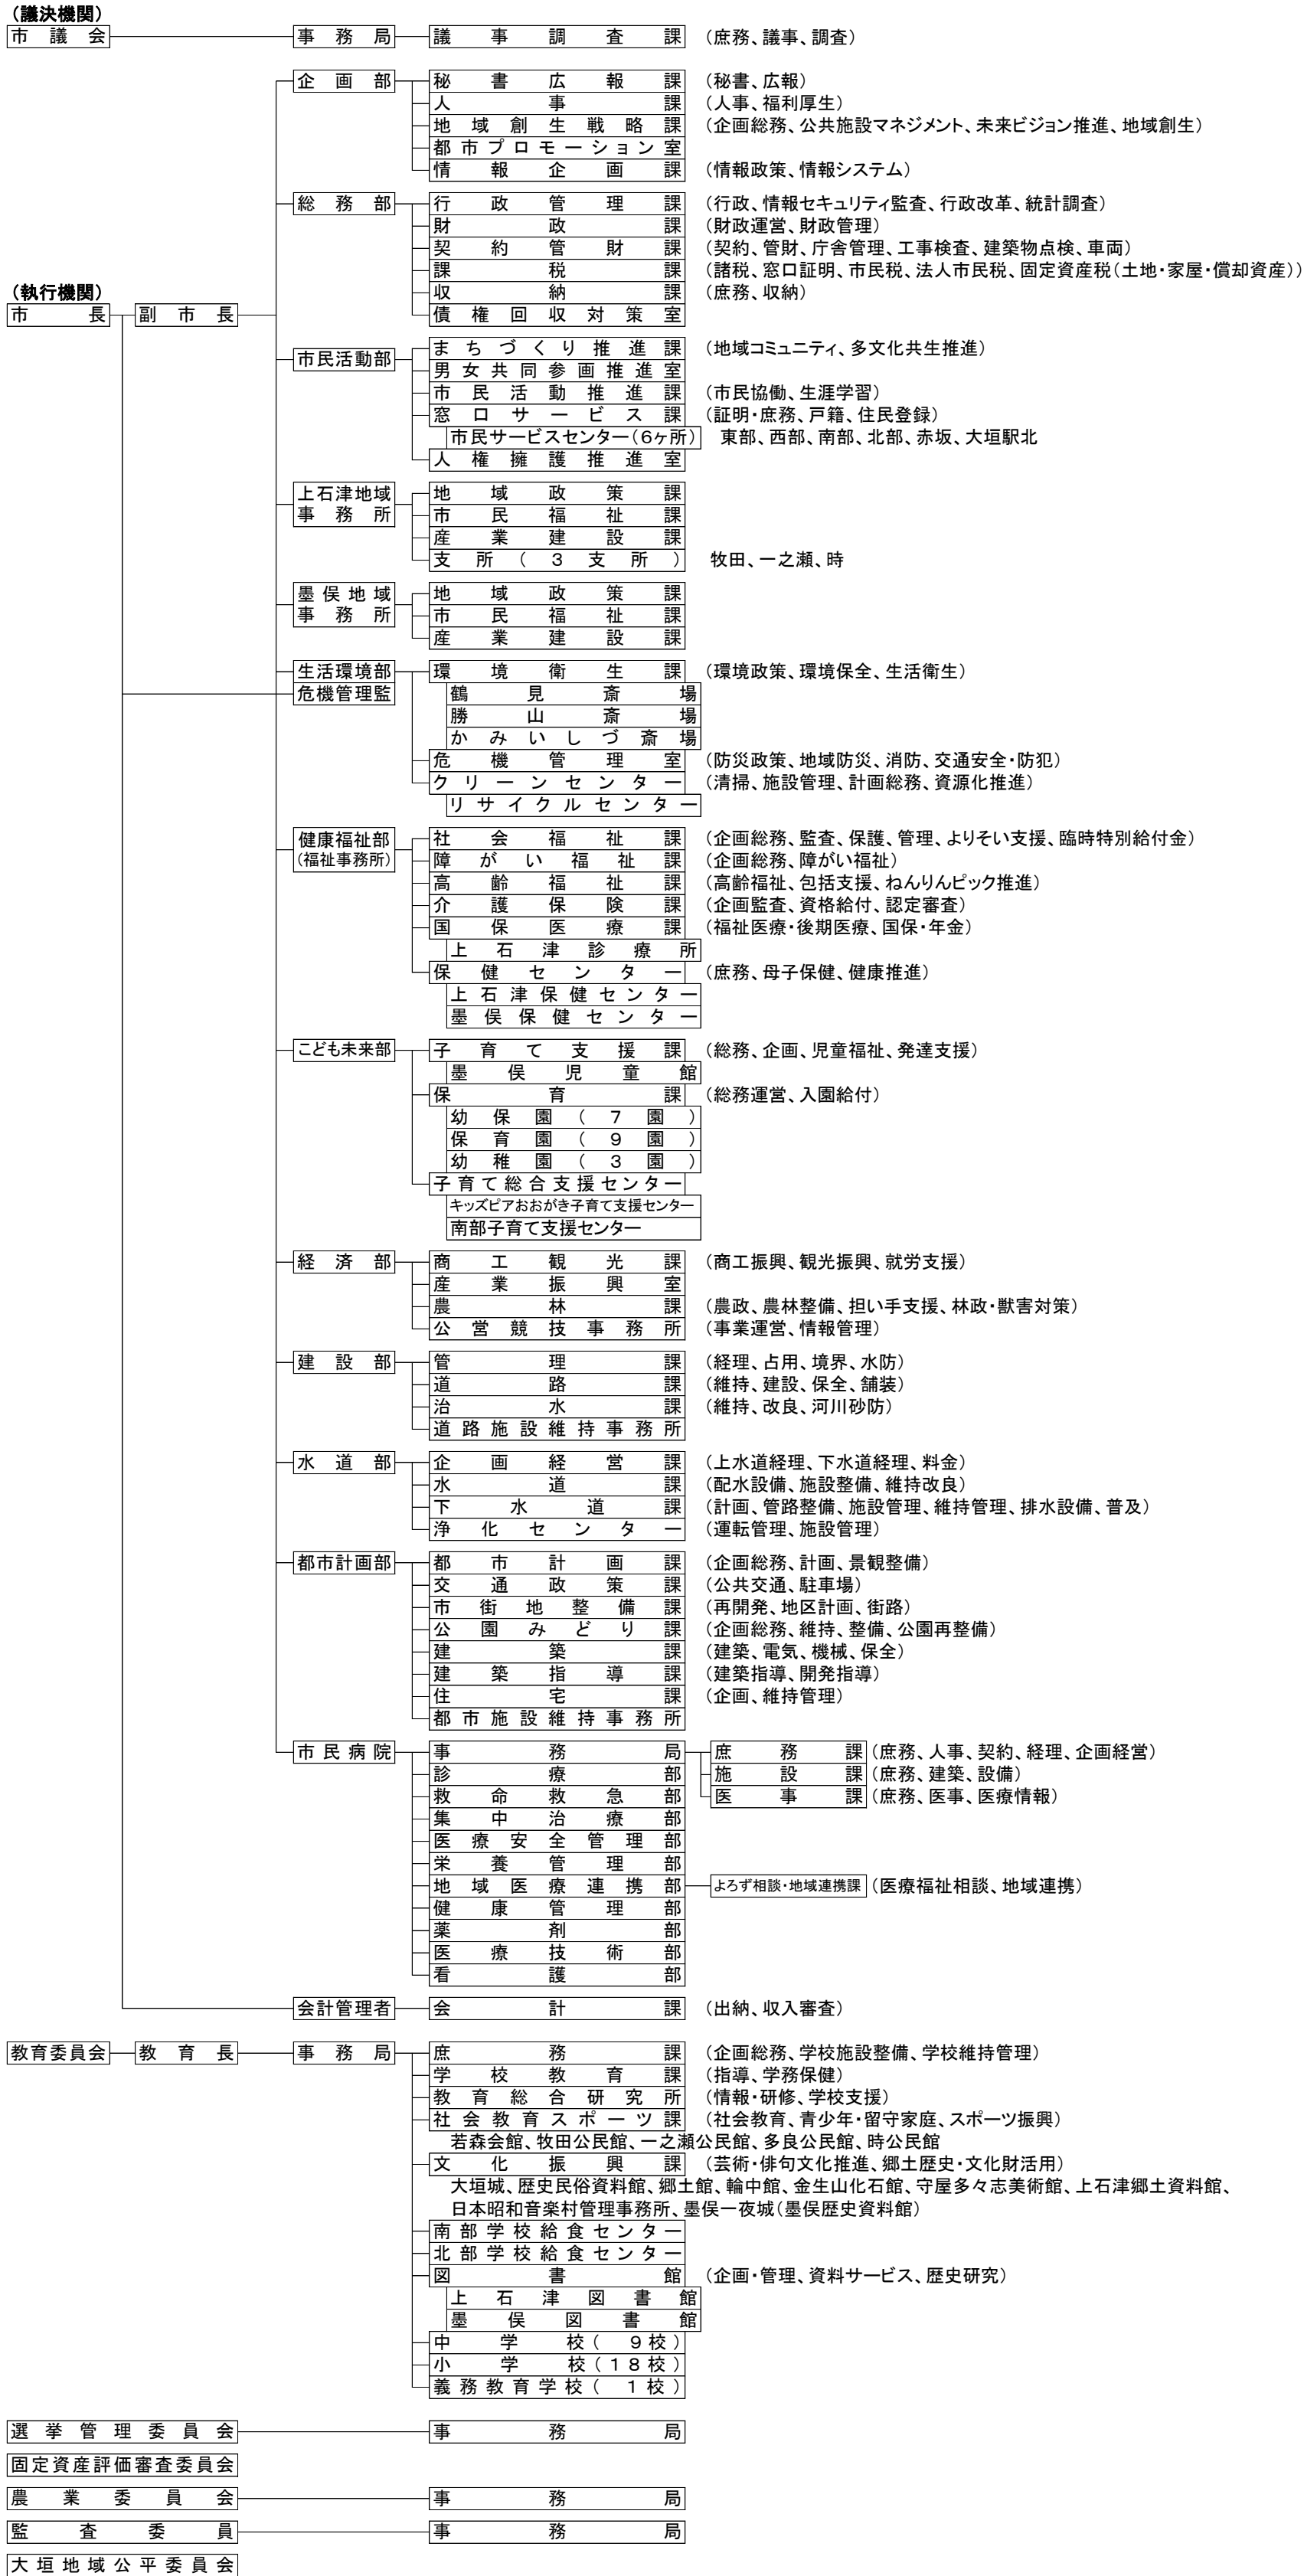 (議決機関)
市議会 事務局 議事調査課 (庶務、議事、調査)
企画部 秘書広報課 (秘書、広報)
人事課 (人事、福利厚生)
地域創生戦略課 (企画総務、公共施設マネジメント、未来ビジョン推進、地域創生)
都市プロモーション室
情報企画課 (情報政策、情報システム)
総務部 行政管理課 (行政、情報セキュリティ監査、行政改革、統計調査)
財政課 (財政運営、財政管理)
契約管財課 (契約、管財、庁舎管理、工事検査、建築物点検、車両)
課税課 (諸税、窓口証明、市民税、法人市民税、固定資産税(土地・家屋・償却資産))
(執行機関) 収納課 (庶務、収納)
市長 副市長 債権回収対策室
市民活動部 まちづくり推進課 (地域コミュニティ、多文化共生推進)
男女共同参画推進室
市民活動推進課 (市民協働、生涯学習)
窓口サービス課 (証明・庶務、戸籍、住民登録)
市民サービスセンター(6ヶ所) 東部、西部、南部、北部、赤坂、大垣駅北
人権擁護推進室
上石津地域事務所 地域政策課
市民福祉課
産業建設課
支所(3支所) 牧田、一之瀬、時
墨俣地域事務所 地域政策課
市民福祉課
産業建設課
生活環境部 環境衛生課 (環境政策、環境保全、生活衛生)
危機管理監 鶴見斎場
勝山斎場
かみいしづ斎場
危機管理室 (防災政策、地域防災、消防、交通安全・防犯)
クリーンセンター (清掃、施設管理、計画総務、資源化推進)
リサイクルセンター
健康福祉部(福祉事務所) 社会福祉課 (企画総務、監査、保護、管理、よりそい支援、臨時特別給付金)
障がい福祉課 (企画総務、障がい福祉)
高齢福祉課 (高齢福祉、包括支援、ねんりんピック推進)
介護保険課 (企画監査、資格給付、認定審査)
国保医療課 (福祉医療・後期医療、国保・年金)
上石津診療所
保健センター (庶務、母子保健、健康推進)
上石津保健センター
墨俣保健センター
こども未来部 子育て支援課 (総務、企画、児童福祉、発達支援)
墨俣児童館
保育課 (総務運営、入園給付)
幼保園(7園)
保育園(9園)
幼稚園(3園)
子育て総合支援センター
キッズピアおおがき子育て支援センター
南部子育て支援センター
経済部 商工観光課 (商工振興、観光振興、就労支援)
産業振興室
農林課 (農政、農林整備、担い手支援、林政・獣害対策)
公営競技事務所 (事業運営、情報管理)
建設部 管理課 (経理、占用、境界、水防)
道路課 (維持、建設、保全、舗装)
治水課 (維持、改良、河川砂防)
道路施設維持事務所
水道部 企画経営課 (上水道経理、下水道経理、料金)
水道課 (配水設備、施設整備、維持改良)
下水道課 (計画、管路整備、施設管理、維持管理、排水設備、普及)
浄化センター (運転管理、施設管理)
都市計画部 都市計画課 (企画総務、計画、景観整備)
交通政策課 (公共交通、駐車場)
市街地整備課 (再開発、地区計画、街路)
公園みどり課 (企画総務、維持、整備、公園再整備)
建築課 (建築、電気、機械、保全)
建築指導課 (建築指導、開発指導)
住宅課 (企画、維持管理)
都市施設維持事務所
市民病院 事務局 庶務課 (庶務、人事、契約、経理、企画経営)
診療部 施設課 (庶務、建築、設備)
救命救急部 医事課 (庶務、医事、医療情報)
集中治療部
医療安全管理部
栄養管理部
地域医療連携部 よろず相談・地域連携課 (医療福祉相談、地域連携)
健康管理部
薬剤部
医療技術部
看護部
会計管理者 会計課 (出納、収入審査)
教育委員会 教育長 事務局 庶務課 (企画総務、学校施設整備、学校維持管理)
学校教育課 (指導、学務保健)
教育総合研究所 (情報・研修、学校支援)
社会教育スポーツ課 (社会教育、青少年・留守家庭、スポーツ振興)
若森会館、牧田公民館、一之瀬公民館、多良公民館、時公民館
文化振興課 (芸術・俳句文化推進、郷土歴史・文化財活用)
大垣城、歴史民俗資料館、郷土館、輪中館、金生山化石館、守屋多々志美術館、上石津郷土資料館、
日本昭和音楽村管理事務所、墨俣一夜城(墨俣歴史資料館)
南部学校給食センター
北部学校給食センター
図書館 (企画・管理、資料サービス、歴史研究)
上石津図書館
墨俣図書館
中学校(9校)
小学校(18校)
義務教育学校(1校)
選挙管理委員会 事務局
固定資産評価審査委員会
農業委員会 事務局
監査委員 事務局
大垣地域公平委員会